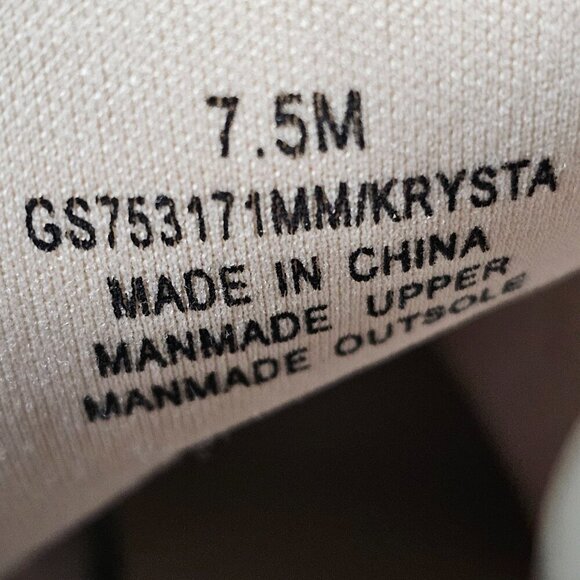 7.5M
GS753171MM/KRYSTA
MADE IN CHINA
MANMADE UPPER
MANMADE OUTSOLE